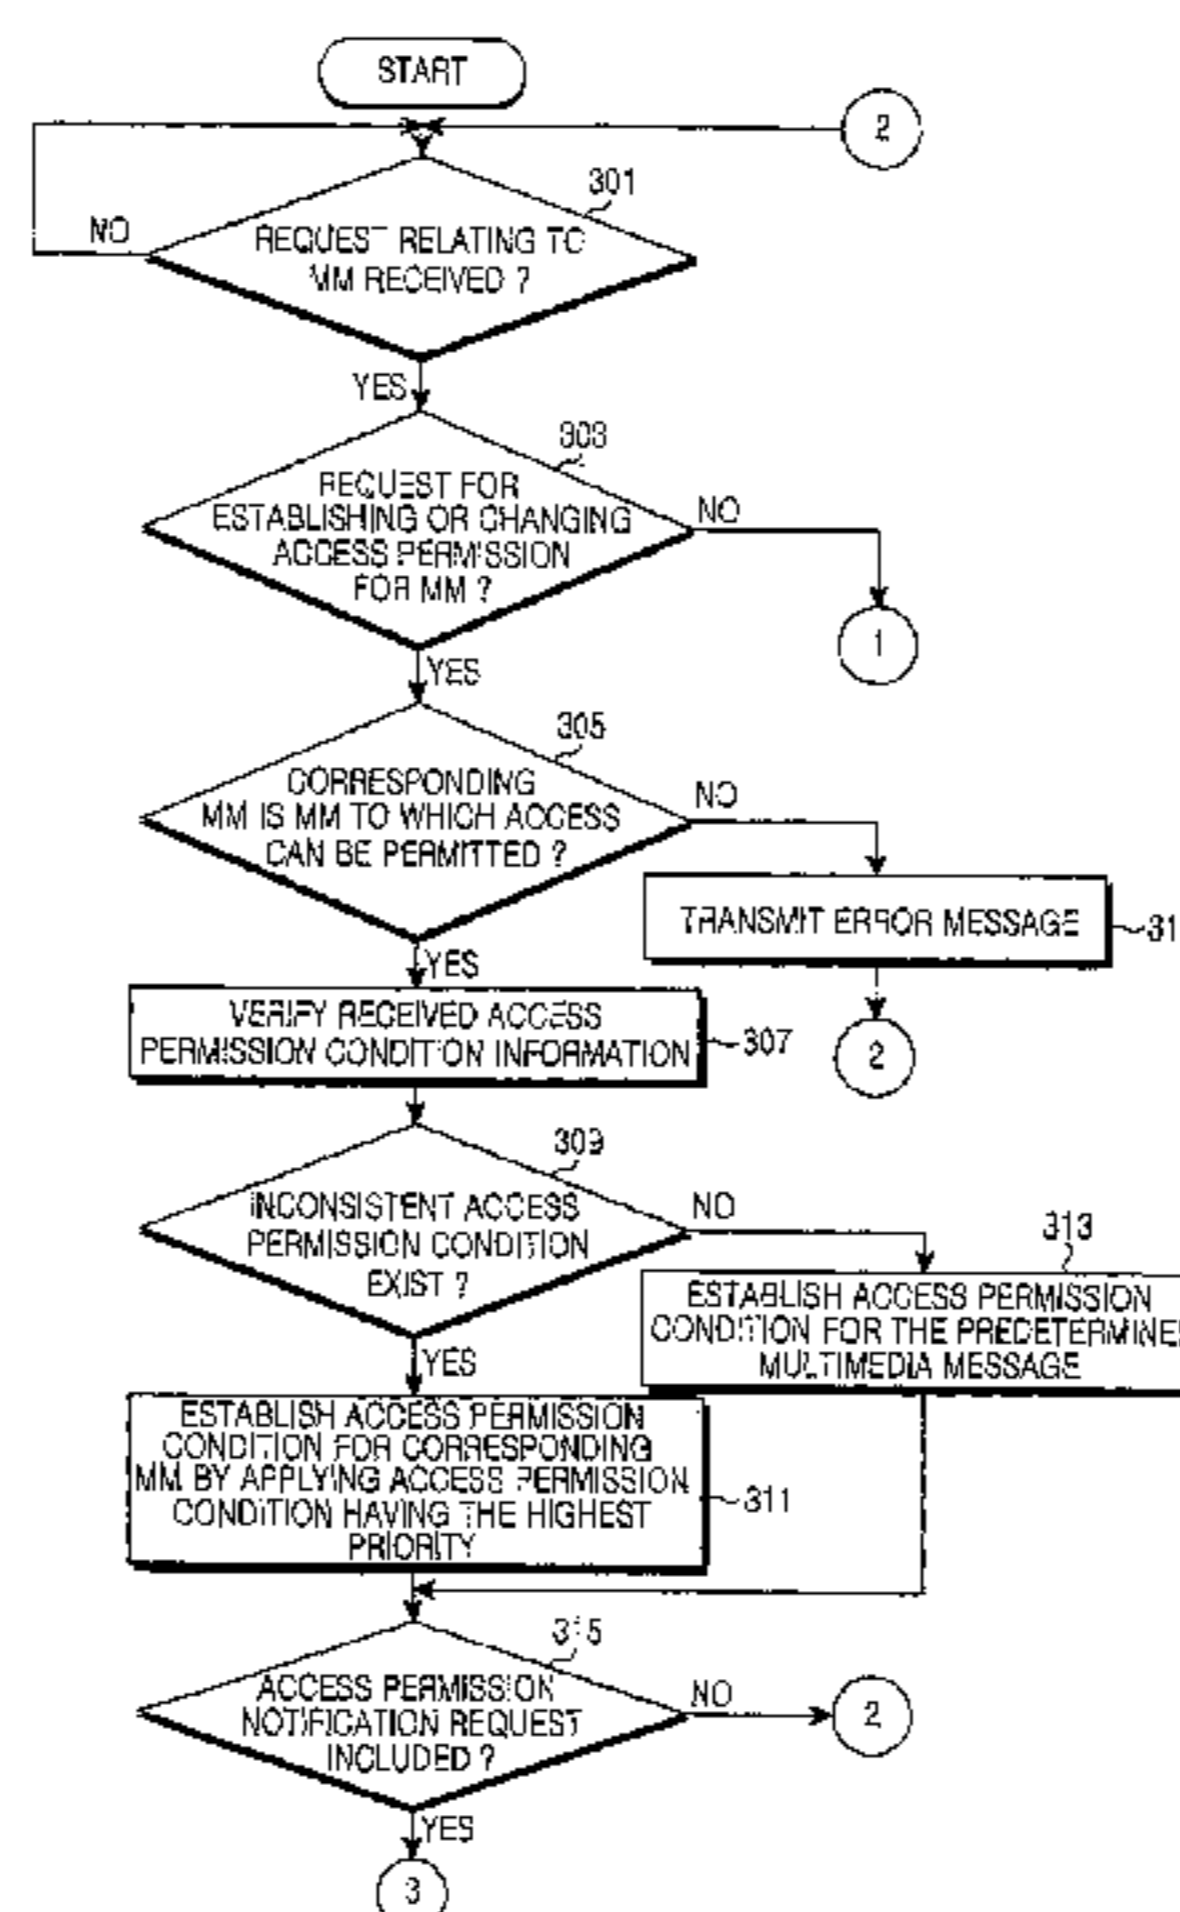 START
2
301
NO
REQUEST RELATING TO
MM RECEIVED ?
YES
303
REQUEST FOR
ESTABLISHING OR CHANGING
ACCESS PERMISSION
FOR MM ?
NO
1
YES
305
CORRESPONDING
MM IS MM TO WHICH ACCESS
CAN BE PERMITTED ?
NO
TRANSMIT ERROR MESSAGE
31
YES
2
VERIFY RECEIVED ACCESS
PERMISSION CONDITION INFORMATION
307
309
INCONSISTENT ACCESS
PERMISSION CONDITION
EXIST ?
NO
313
ESTABLISH ACCESS PERMISSION
CONDITION FOR THE PREDETERMINE
MULTIMEDIA MESSAGE
YES
ESTABLISH ACCESS PERMISSION
CONDITION FOR CORRESPONDING
MM BY APPLYING ACCESS PERMISSION
CONDITION HAVING THE HIGHEST
PRIORITY
311
315
ACCESS PERMISSION
NOTIFICATION REQUEST
INCLUDED ?
NO
2
YES
3